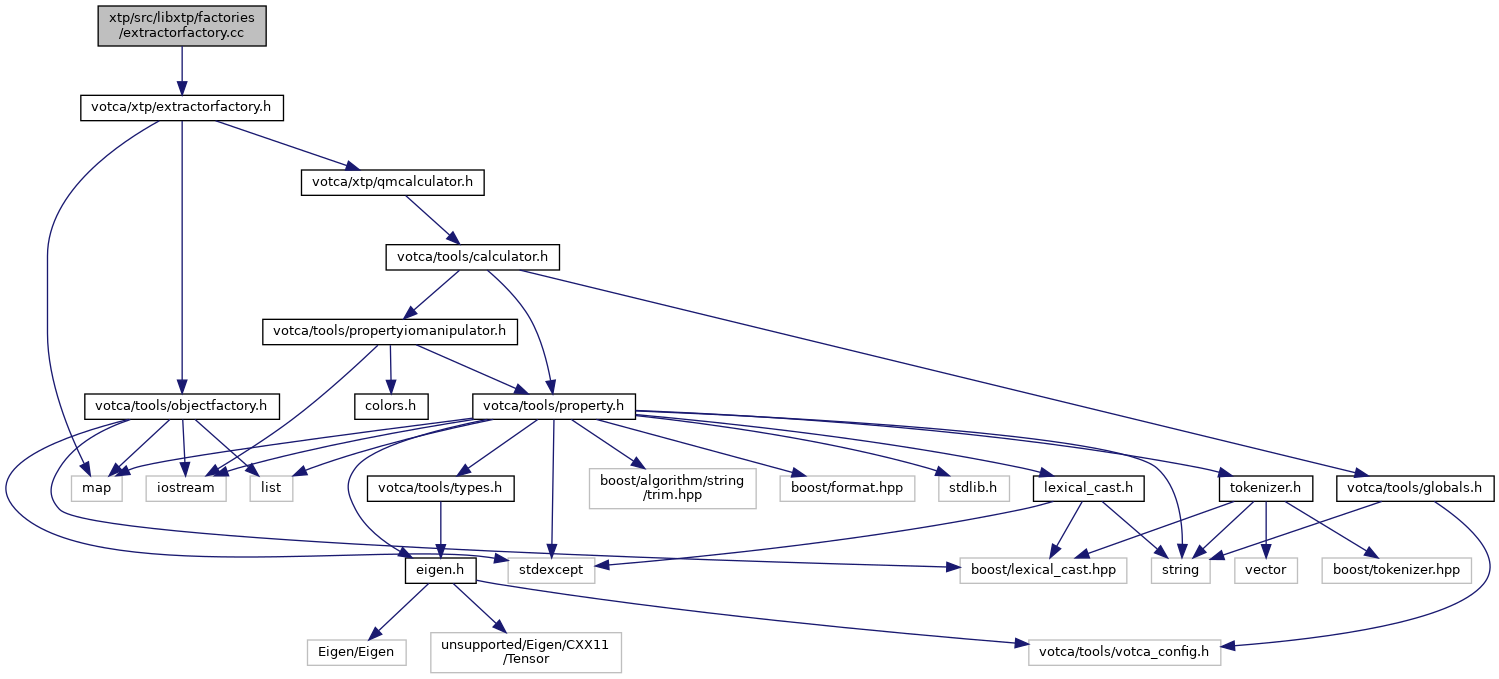 xtp/src/libxtp/factories
/extractorfactory.cc
votca/xtp/extractorfactory.h
votca/xtp/qmcalculator.h
votca/tools/calculator.h
votca/tools/propertyiomanipulator.h
votca/tools/objectfactory.h
colors.h
votca/tools/property.h
map
iostream
list
votca/tools/types.h
boost/algorithm/string
/trim.hpp
boost/format.hpp
stdlib.h
lexical_cast.h
tokenizer.h
votca/tools/globals.h
eigen.h
stdexcept
boost/lexical_cast.hpp
string
vector
boost/tokenizer.hpp
Eigen/Eigen
unsupported/Eigen/CXX11
/Tensor
votca/tools/votca_config.h